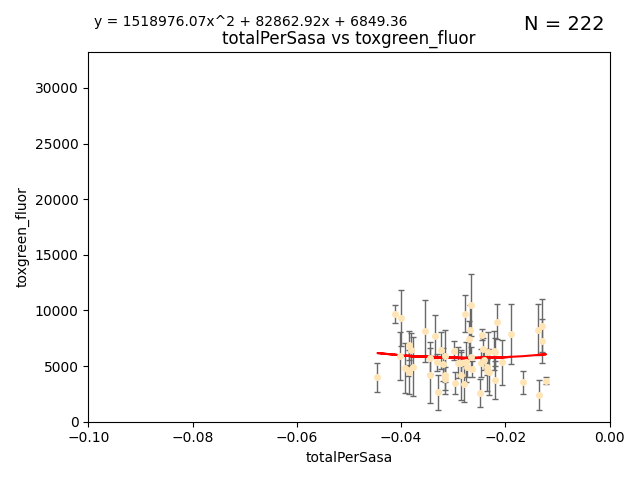 y = 1518976.07x^2 + 82862.92x + 6849.36
N = 222
totalPerSasa vs toxgreen_fluor
toxgreen_fluor
30000
25000
20000
15000
10000
5000
0
−0.10
−0.08
−0.06
−0.04
−0.02
0.00
totalPerSasa